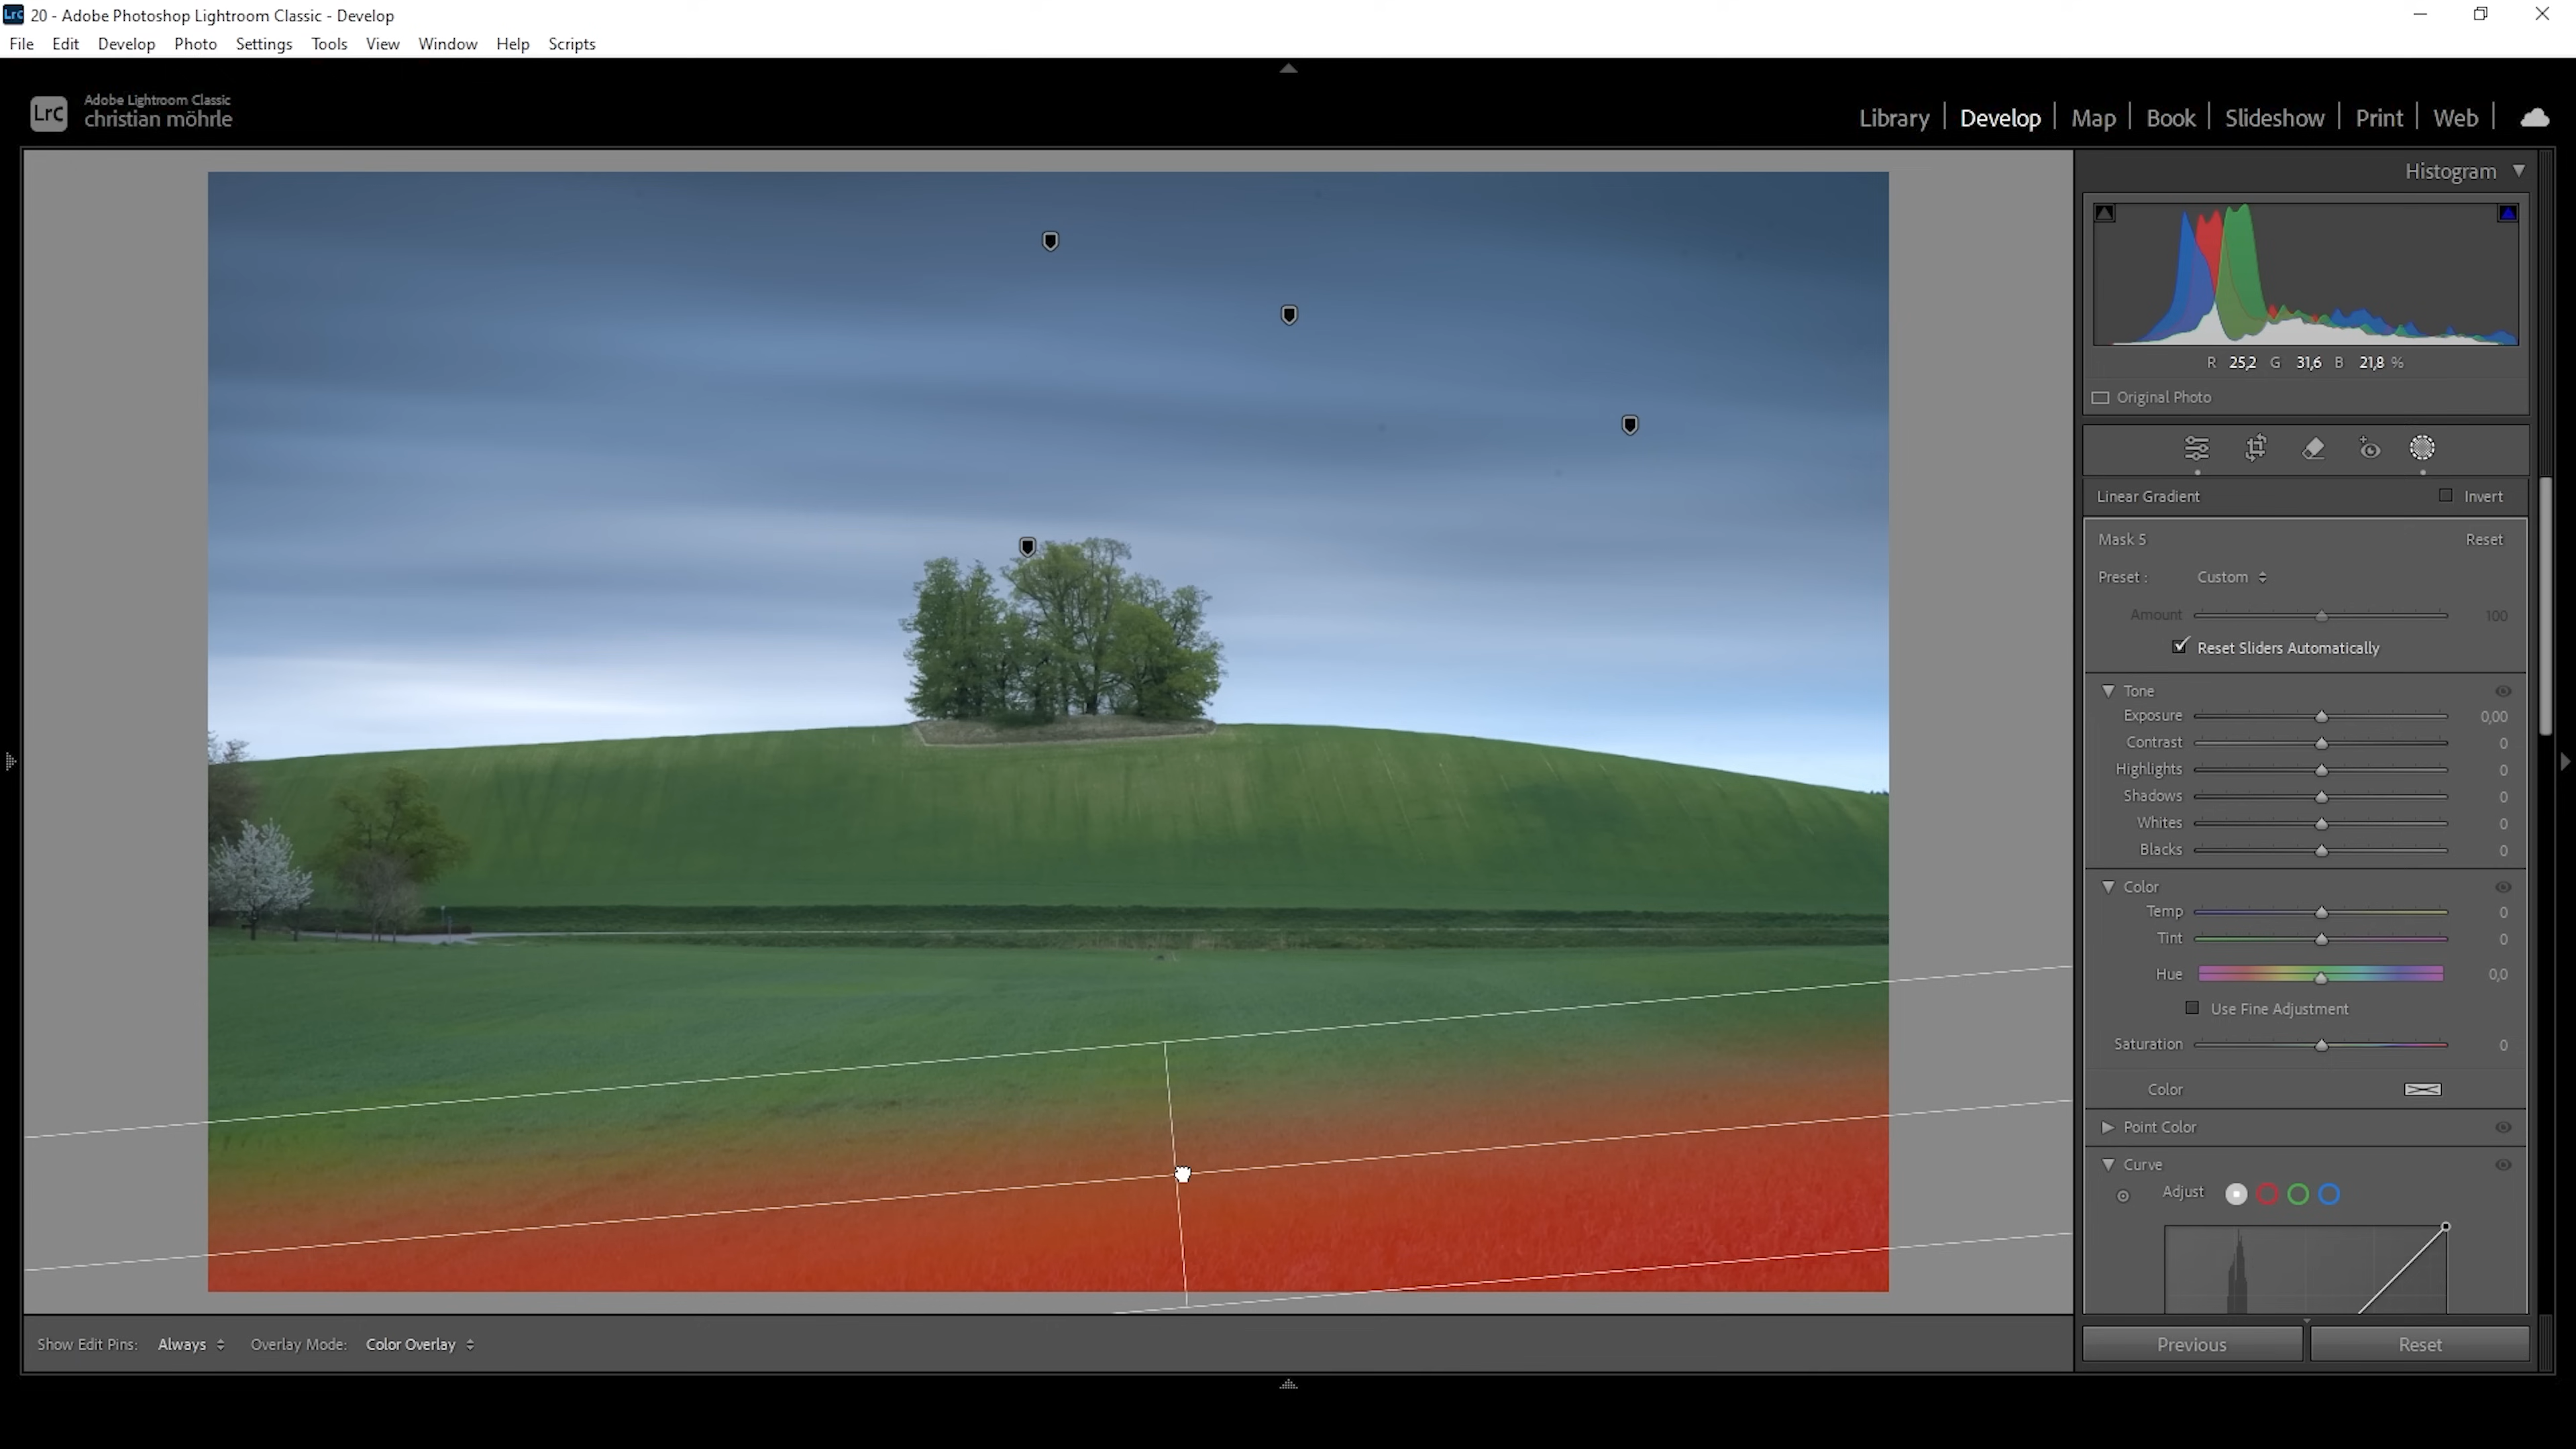 Lrc 20 - Adobe Photoshop Lightroom Classic - Develop
File Edit Develop Photo Settings Tools View Window Help Scripts
Lrc
Adobe Lightroom Classic
christian möhrle
Library | Develop | Map | Book | Slideshow | Print | Web |
Histogram
R 25,2 G 31,6 B 21,8 %
Original Photo
Linear Gradient Invert
Mask 5 Reset
Preset : Custom
Amount 100
Reset Sliders Automatically
Tone
Exposure 0,00
Contrast 0
Highlights 0
Shadows 0
Whites 0
Blacks 0
Color
Temp 0
Tint 0
Hue 0,0
Use Fine Adjustment
Saturation 0
Color
Point Color
Curve
Adjust
Show Edit Pins: Always Overlay Mode: Color Overlay
Previous Reset